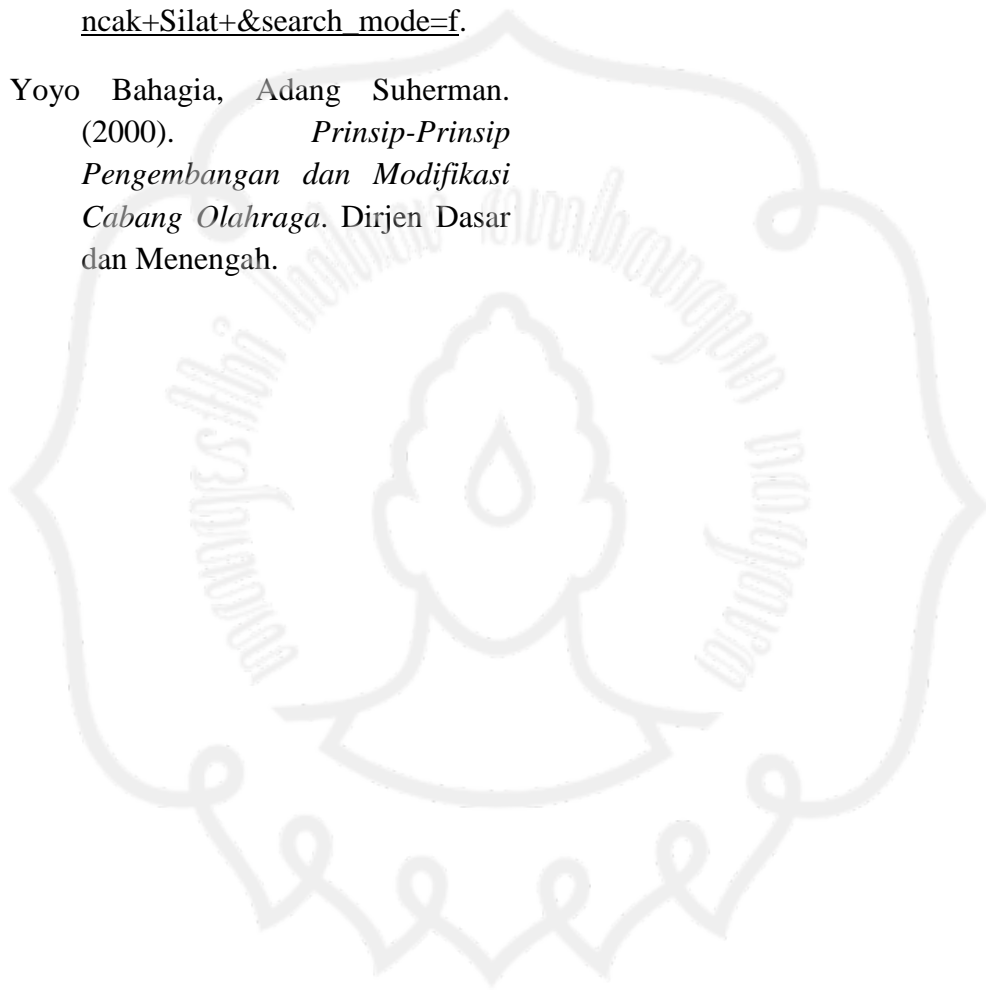 ncak+Silat+&search_mode=f.
Yoyo Bahagia, Adang Suherman.
(2000). Prinsip-Prinsip
Pengembangan dan Modifikasi
Cabang Olahraga. Dirjen Dasar
dan Menengah.